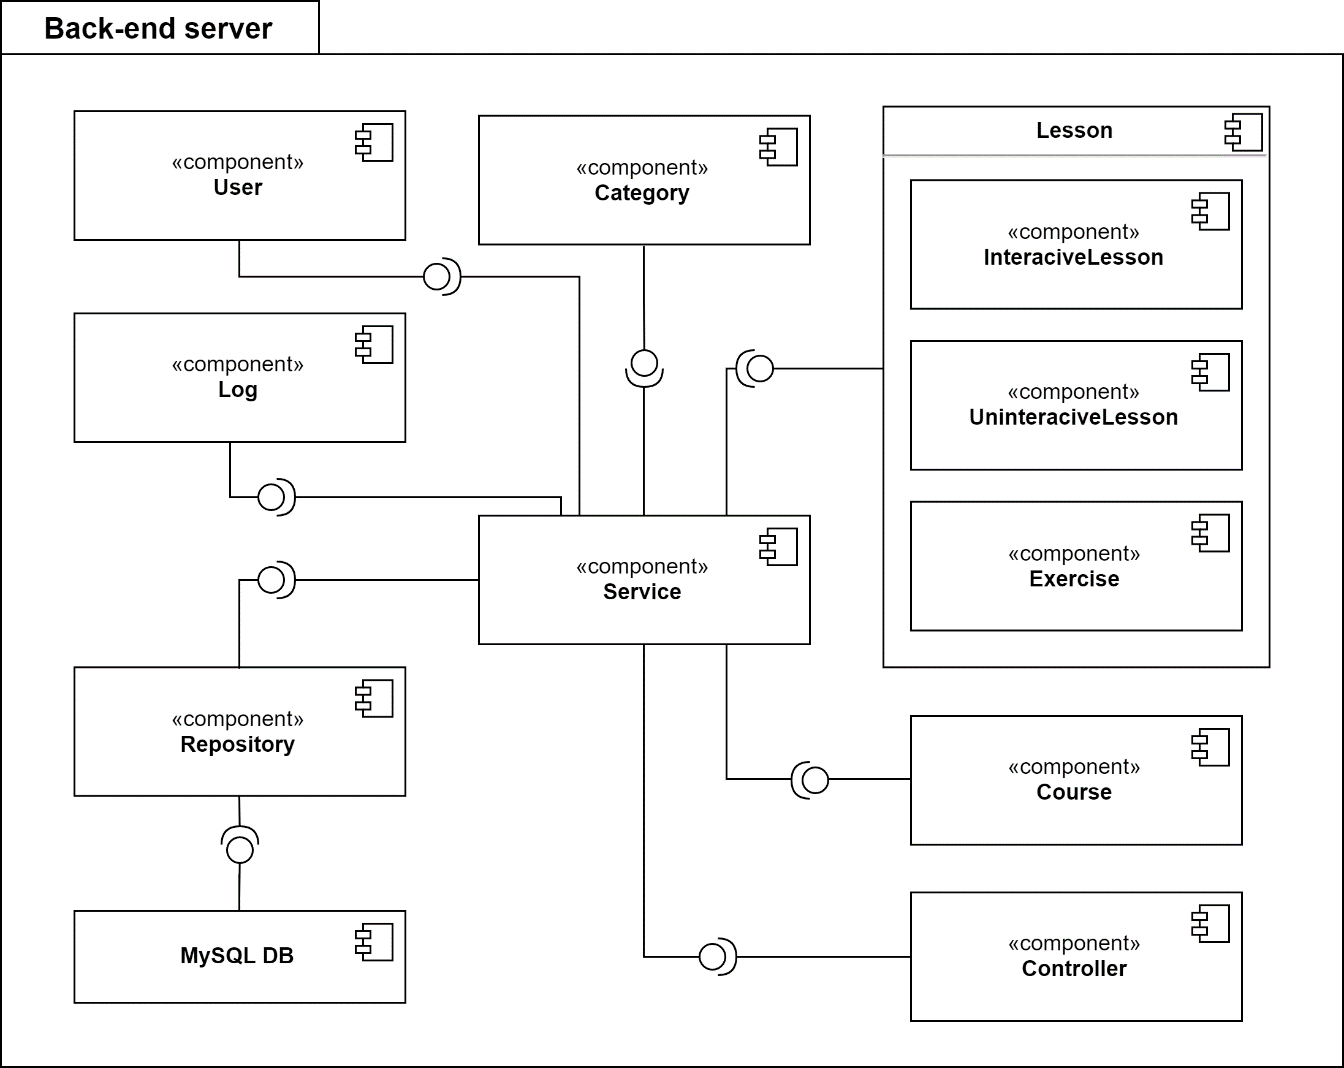 Back-end server
«component»
User
«component»
Category
Lesson
«component»
InteraciveLesson
«component»
Log
«component»
UninteraciveLesson
«component»
Service
«component»
Exercise
«component»
Repository
«component»
Course
MySQL DB
«component»
Controller